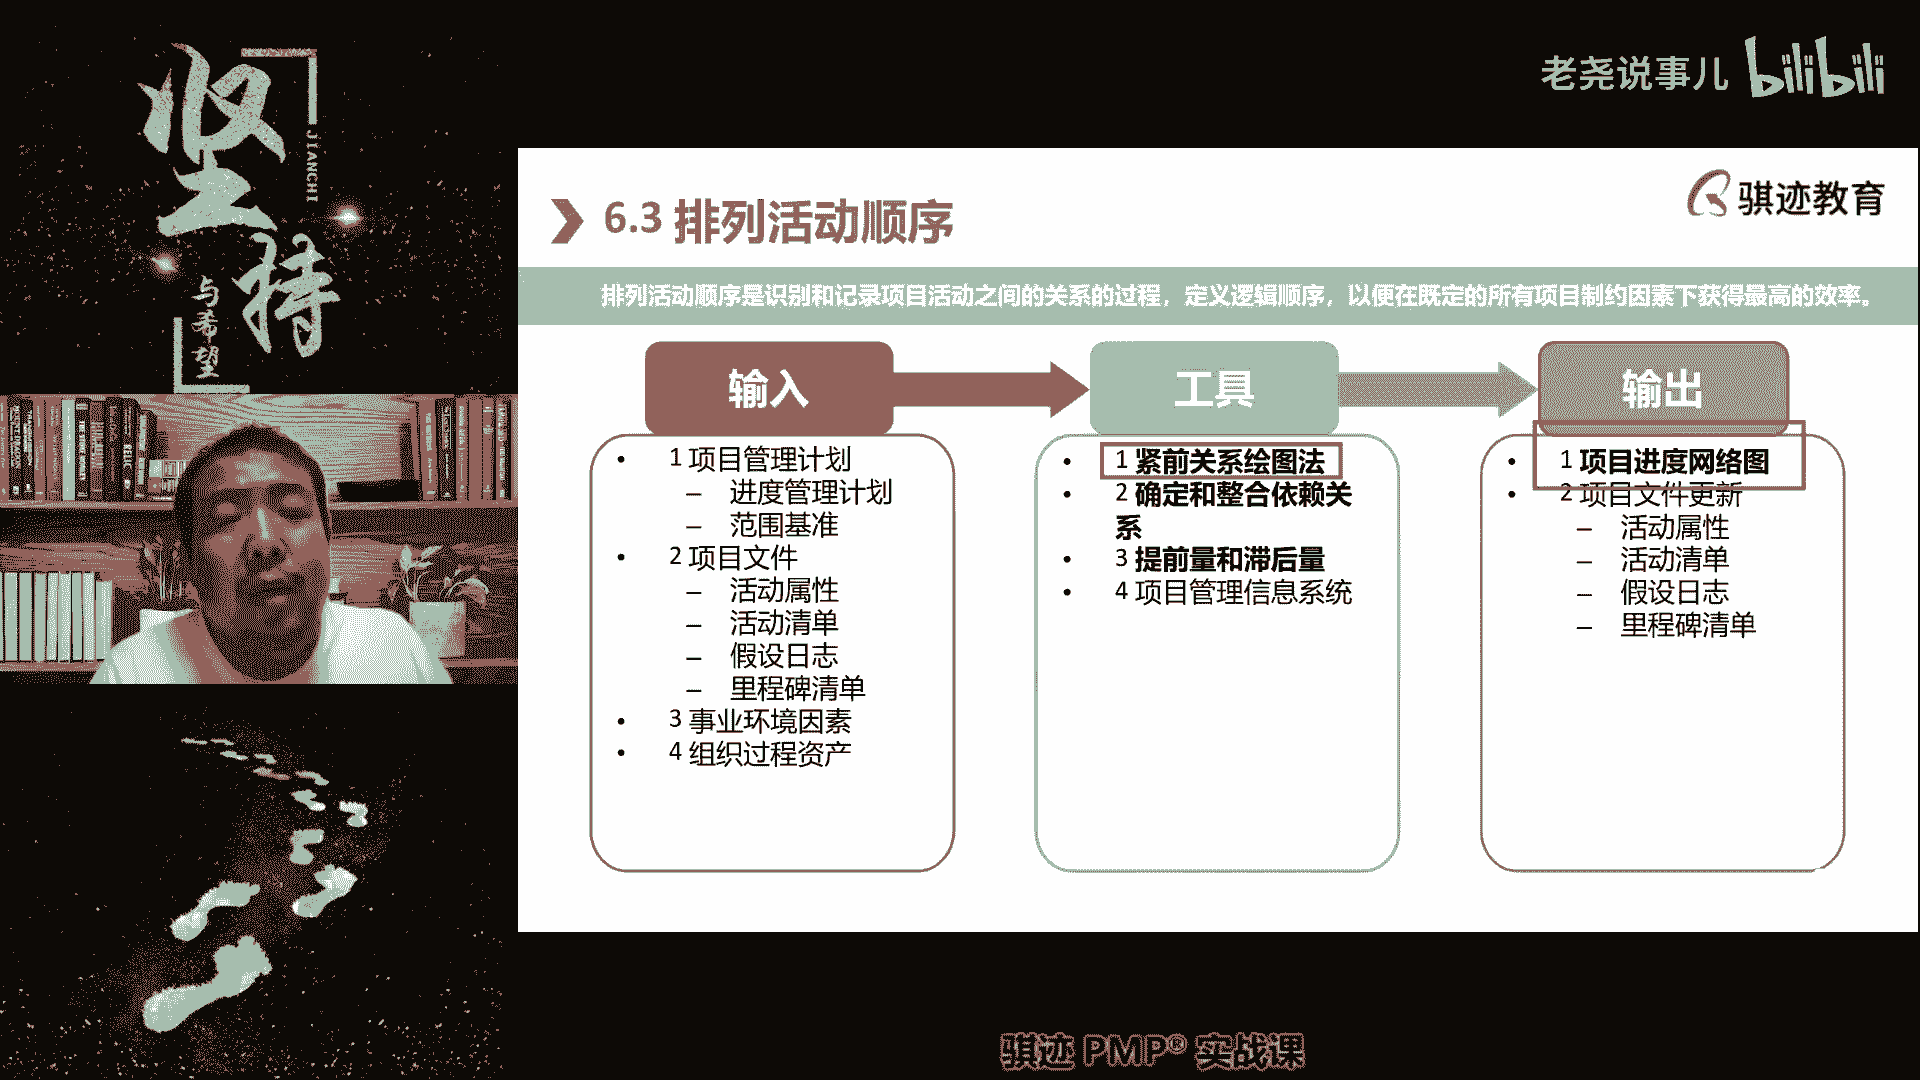 坚持
JIANCHI
与希望
老尧说事儿 bilibili
骐迹教育
6.3 排列活动顺序
排列活动顺序是识别和记录项目活动之间的关系的过程，定义逻辑顺序，以便在既定的所有项目制约因素下获得最高的效率。
输入
• 1 项目管理计划
– 进度管理计划
– 范围基准
• 2 项目文件
– 活动属性
– 活动清单
– 假设日志
– 里程碑清单
• 3 事业环境因素
• 4 组织过程资产
工具
• 1 紧前关系绘图法
• 2 确定和整合依赖关
系
• 3 提前量和滞后量
• 4 项目管理信息系统
输出
• 1 项目进度网络图
• 2 项目文件更新
– 活动属性
– 活动清单
– 假设日志
– 里程碑清单
骐迹 PMP® 实战课